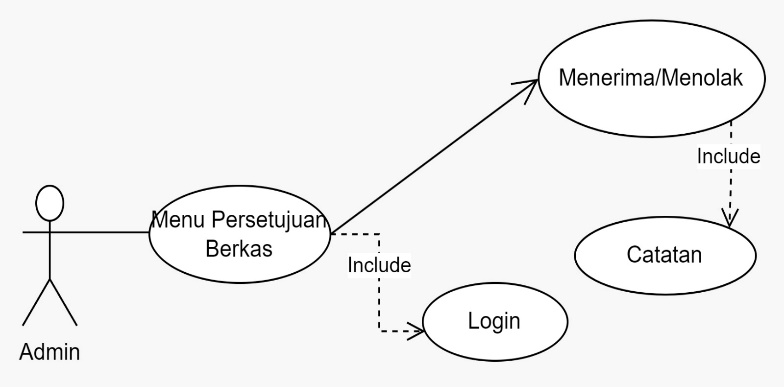 Menerima/Menolak
Include
Menu Persetujuan
Berkas
Catatan
Include
Login
Admin